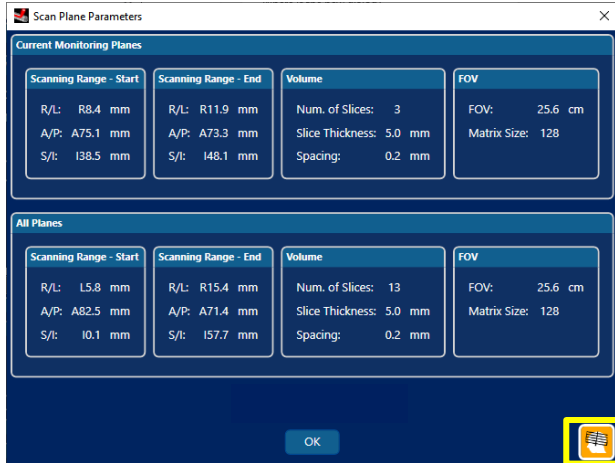 Scan Plane Parameters
Current Monitoring Planes
Scanning Range - Start
R/L: R8.4 mm
A/P: A75.1 mm
S/I: I38.5 mm
Scanning Range - End
R/L: R11.9 mm
A/P: A73.3 mm
S/I: I48.1 mm
Volume
Num. of Slices: 3
Slice Thickness: 5.0 mm
Spacing: 0.2 mm
FOV
FOV: 25.6 cm
Matrix Size: 128
All Planes
Scanning Range - Start
R/L: L5.8 mm
A/P: A82.5 mm
S/I: I0.1 mm
Scanning Range - End
R/L: R15.4 mm
A/P: A71.4 mm
S/I: I57.7 mm
Volume
Num. of Slices: 13
Slice Thickness: 5.0 mm
Spacing: 0.2 mm
FOV
FOV: 25.6 cm
Matrix Size: 128
OK